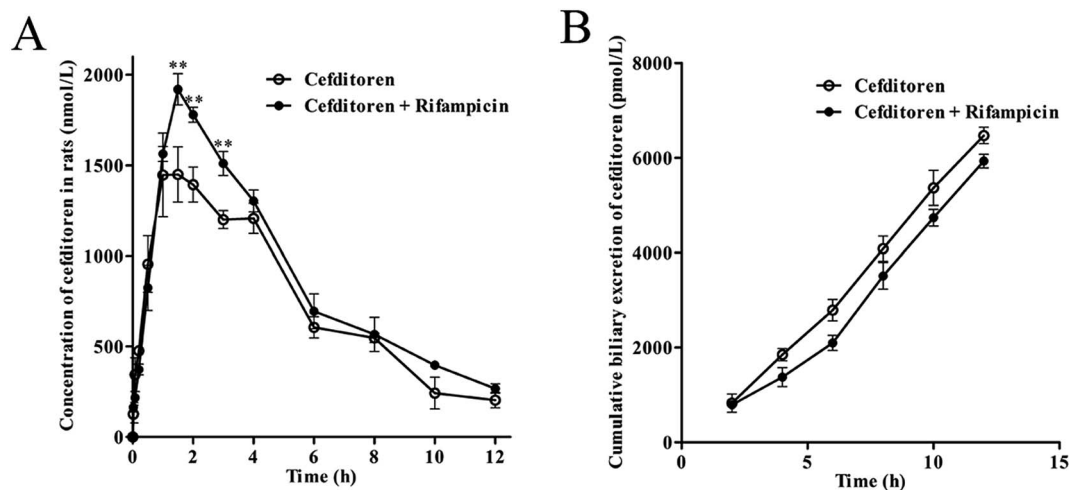 A
Concentration of cefditoren in rats (nmol/L)
2000
1500
1000
500
0
**
**
**
Cefditoren
Cefditoren + Rifampicin
0 2 4 6 8 10 12
Time (h)
B
Cumulative biliary excretion of cefditoren (pmol/L)
8000
6000
4000
2000
0
Cefditoren
Cefditoren + Rifampicin
0 5 10 15
Time (h)